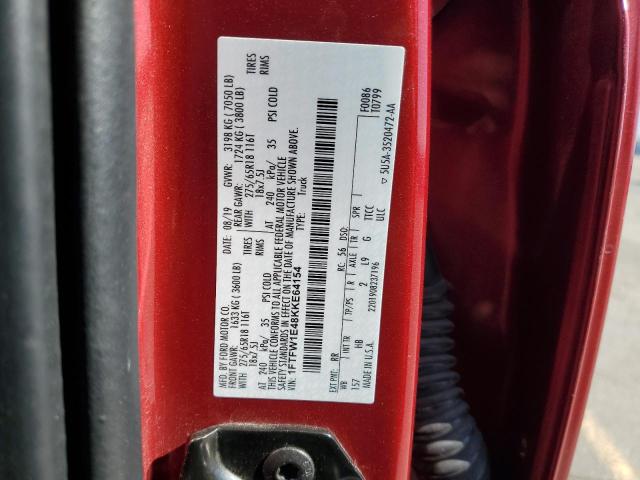 MFD. BY FORD MOTOR CO. DATE: 08/19 GVWR: 3198 KG ( 7050 LB)
FRONT GAWR: 1633 KG ( 3600 LB) REAR GAWR: 1724 KG ( 3800 LB)
WITH 275/65R18 116T TIRES WITH 275/65R18 116T TIRES
18x7.5J RIMS 18x7.5J RIMS
AT 240 kPa/ 35 PSI COLD AT 240 kPa/ 35 PSI COLD
THIS VEHICLE CONFORMS TO ALL APPLICABLE FEDERAL MOTOR VEHICLE
SAFETY STANDARDS IN EFFECT ON THE DATE OF MANUFACTURE SHOWN ABOVE.
VIN: 1FTFW1E48KKE64154 TYPE: Truck
EXT PNT: RR RC: 56 DSO: F0086
WB INT TR TP/PS R AXLE TR SPR T0799
157 HB 2 L9 G TTCC
MADE IN U.S.A. 22019X08237196 ULC ▽ 5U5A-3520472-AA